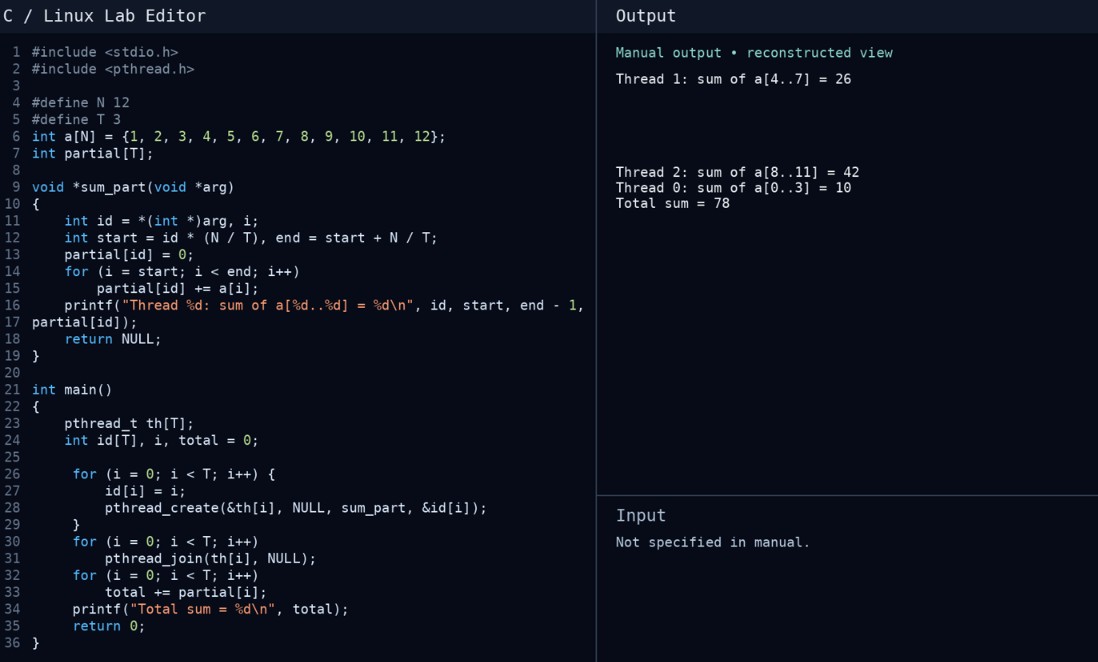 C / Linux Lab Editor
1 #include <stdio.h>
2 #include <pthread.h>
3
4 #define N 12
5 #define T 3
6 int a[N] = {1, 2, 3, 4, 5, 6, 7, 8, 9, 10, 11, 12};
7 int partial[T];
8
9 void *sum_part(void *arg)
10 {
11     int id = *(int *)arg, i;
12     int start = id * (N / T), end = start + N / T;
13     partial[id] = 0;
14     for (i = start; i < end; i++)
15         partial[id] += a[i];
16     printf("Thread %d: sum of a[%d..%d] = %d\n", id, start, end - 1,
17 partial[id]);
18     return NULL;
19 }
20
21 int main()
22 {
23     pthread_t th[T];
24     int id[T], i, total = 0;
25
26      for (i = 0; i < T; i++) {
27          id[i] = i;
28          pthread_create(&th[i], NULL, sum_part, &id[i]);
29      }
30      for (i = 0; i < T; i++)
31          pthread_join(th[i], NULL);
32      for (i = 0; i < T; i++)
33          total += partial[i];
34      printf("Total sum = %d\n", total);
35      return 0;
36 }
Output
Manual output • reconstructed view
Thread 1: sum of a[4..7] = 26
Thread 2: sum of a[8..11] = 42
Thread 0: sum of a[0..3] = 10
Total sum = 78
Input
Not specified in manual.